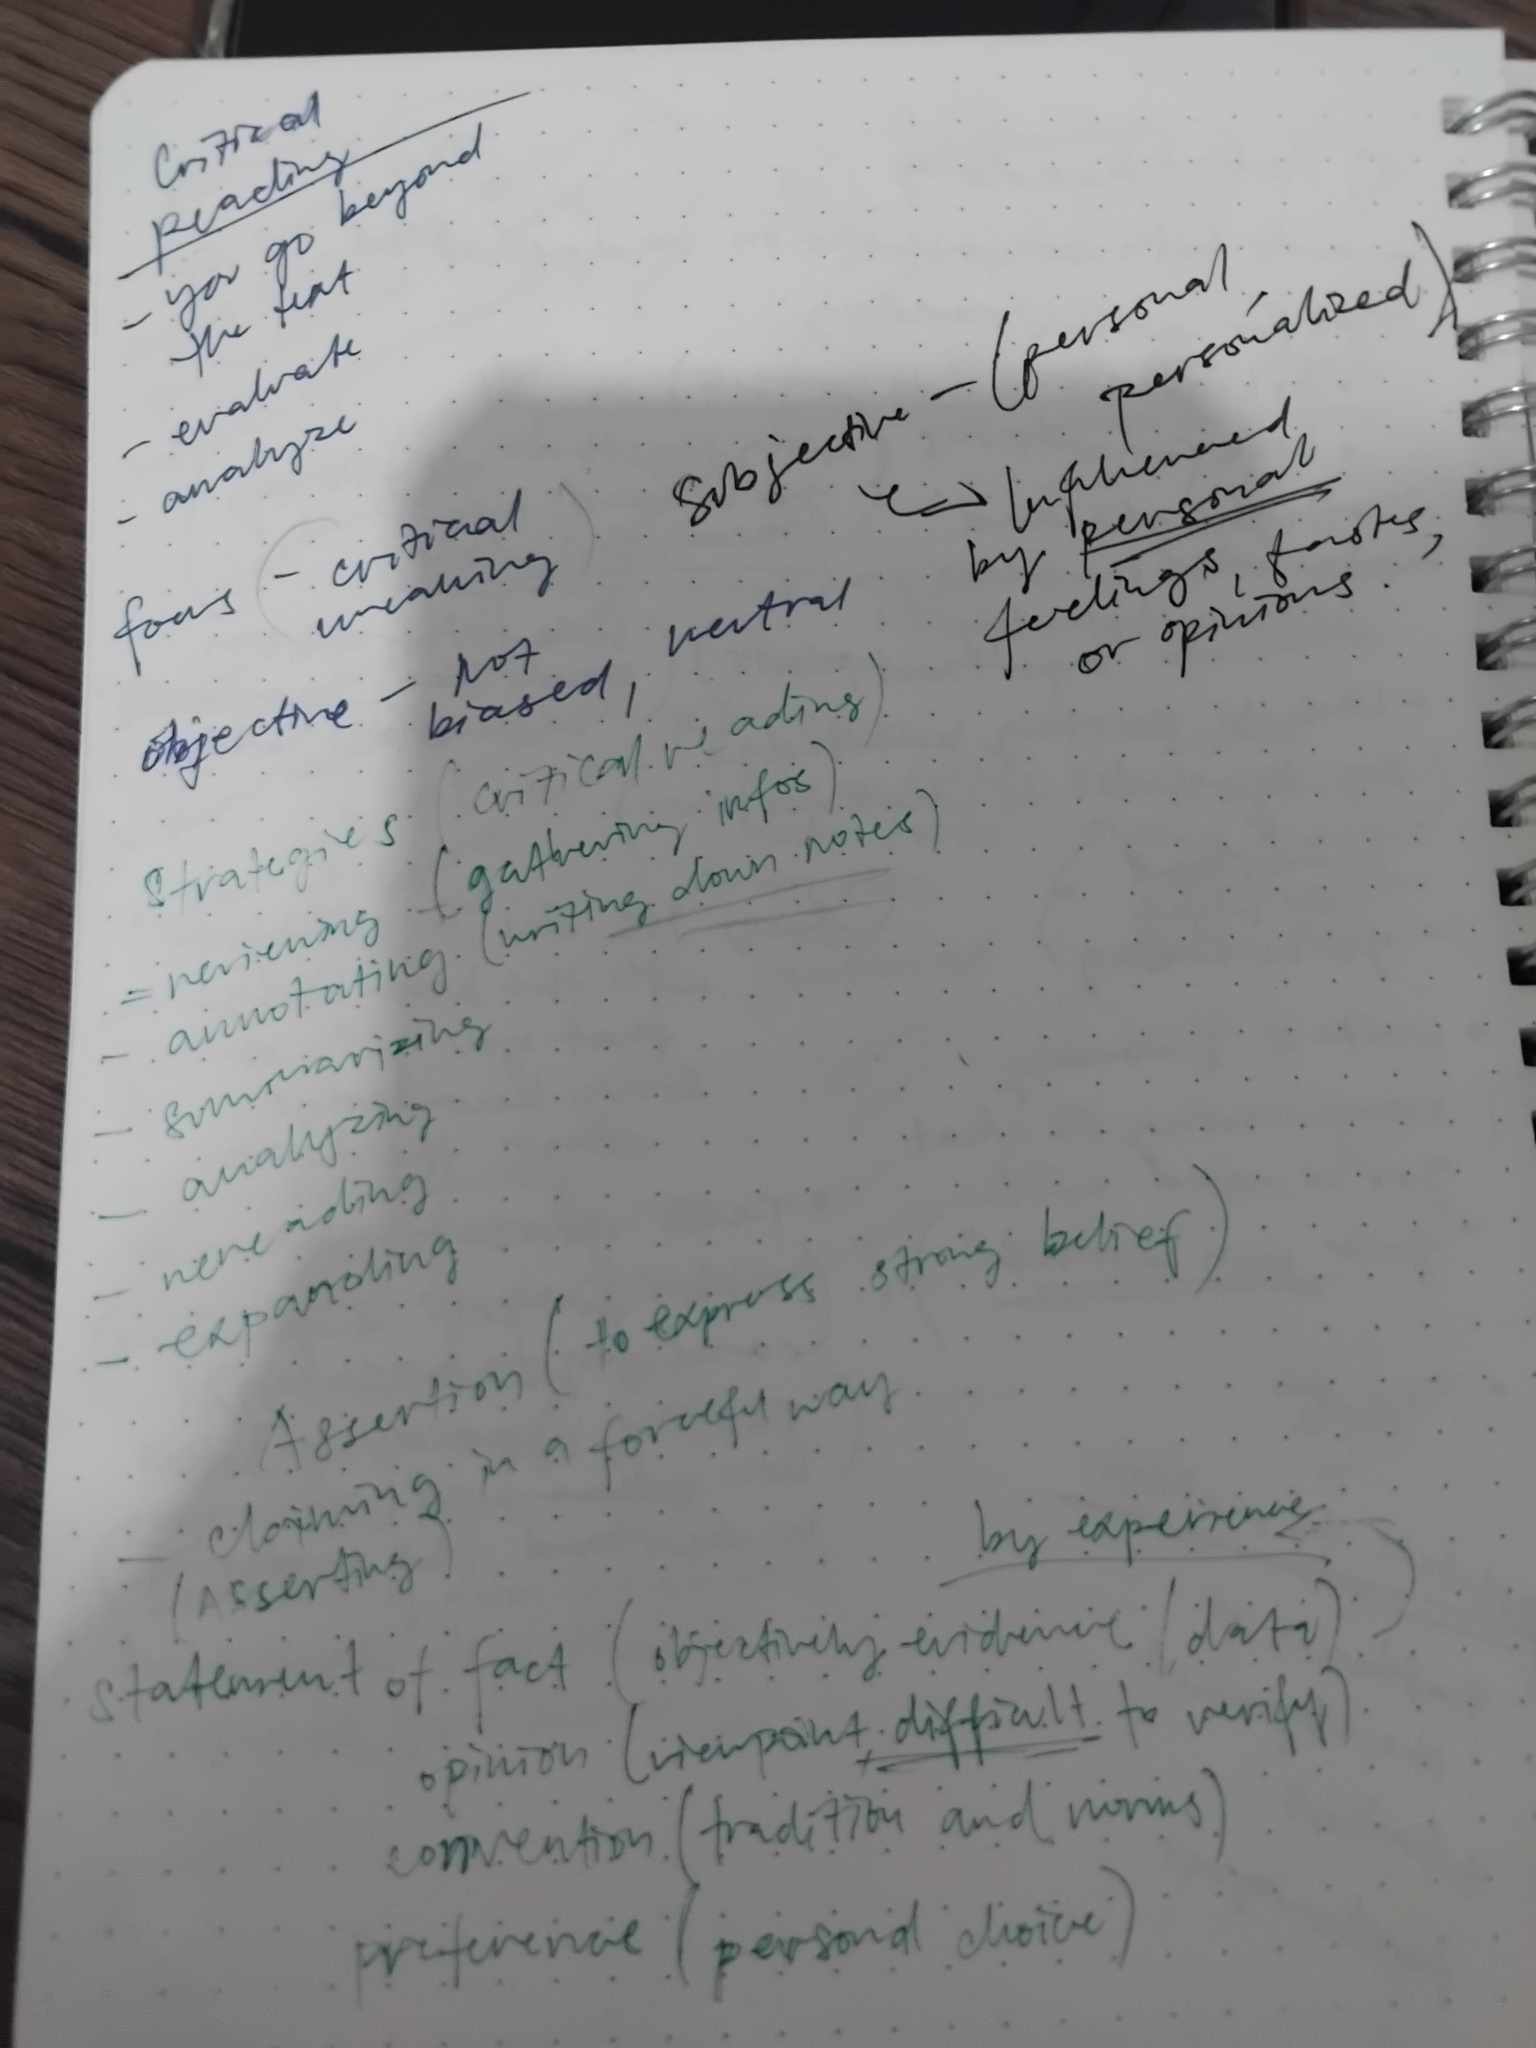 Critical
reading
- you go beyond
the text
- evaluate
- analyze
focus (- critical
meaning)
objective - not
biased, neutral
Subjective - (personal
personalized)
Influenced
by personal
feelings, tastes,
or opinions.
Strategies (critical reading)
- reviewing - (gathering infos)
- annotating (writing down notes)
- summarizing
- analyzing
- rereading
- expanding
Assertion (to express strong belief)
- claiming in a forceful way
(Asserting)
by experience
Statement of fact (objectively evidence / data)
opinion (viewpoint, difficult to verify)
convention (tradition and norms)
preference (personal choice)